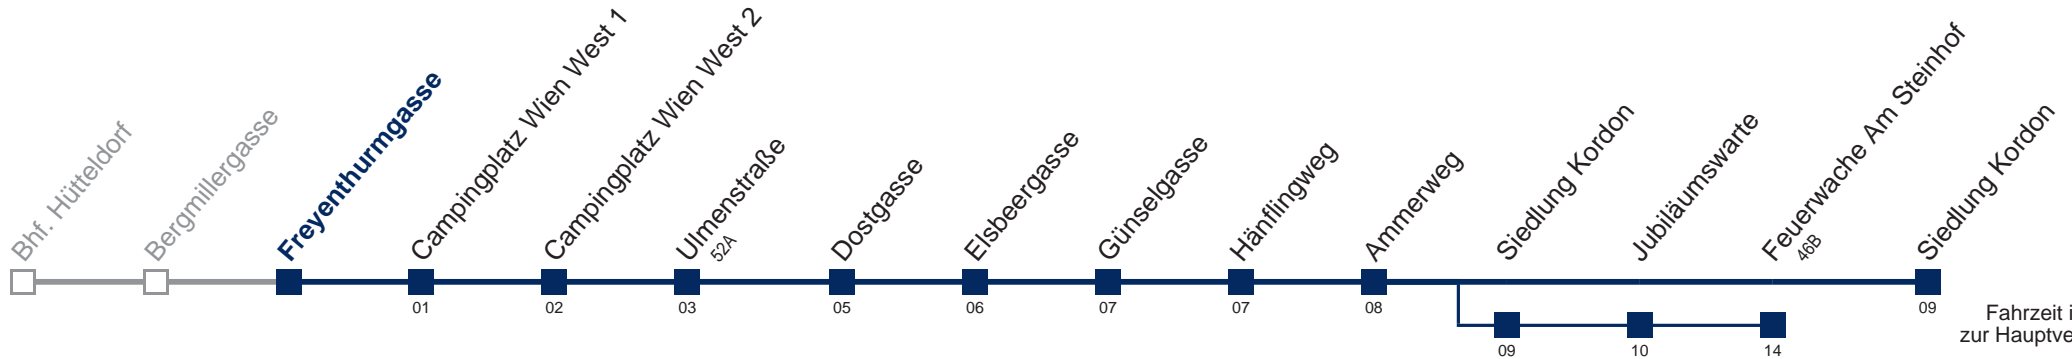 Bhf. Hütteldorf
Bergmillergasse
Freyenthurmgasse
Campingplatz Wien West 1
Campingplatz Wien West 2
Ulmenstraße
52A
Dostgasse
Elsbeergasse
Günselgasse
Hänflingweg
Ammerweg
Siedlung Kordon
Jubiläumswarte
Feuerwache Am Steinhof
46B
Siedlung Kordon
01
02
03
05
06
07
07
08
09
Fahrzeit
zur
09
10
14